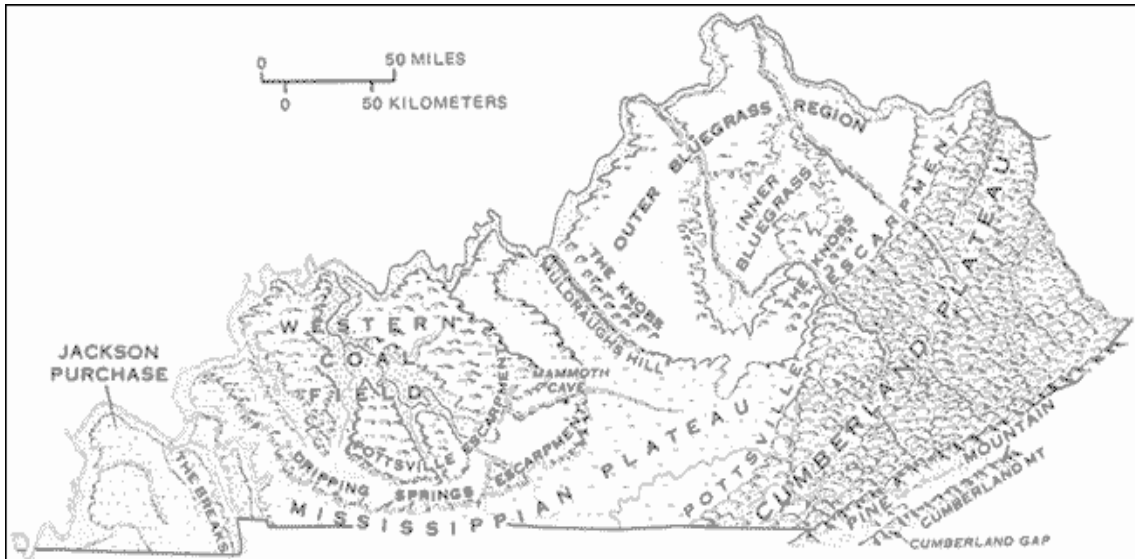 0 50 MILES
0 50 KILOMETERS
OUTER BLUEGRASS REGION
INNER
BLUEGRASS
THE KNOBS
THE KNOBS
MULDRAUGHS HILL
POTTSVILLE ESCARPMENT
CUMBERLAND PLATEAU
WESTERN
COAL
FIELD
JACKSON
PURCHASE
MAMMOTH
CAVE
POTTSVILLE ESCARPMENT
DRIPPING SPRINGS ESCARPMENT
THE BREAKS
MISSISSIPPIAN PLATEAU
PINE MOUNTAIN
CUMBERLAND MT
CUMBERLAND GAP